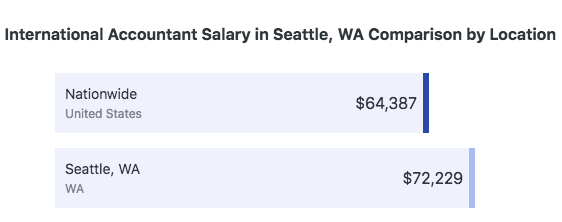 International Accountant Salary in Seattle, WA Comparison by Location
Nationwide
United States
$64,387
Seattle, WA
WA
$72,229